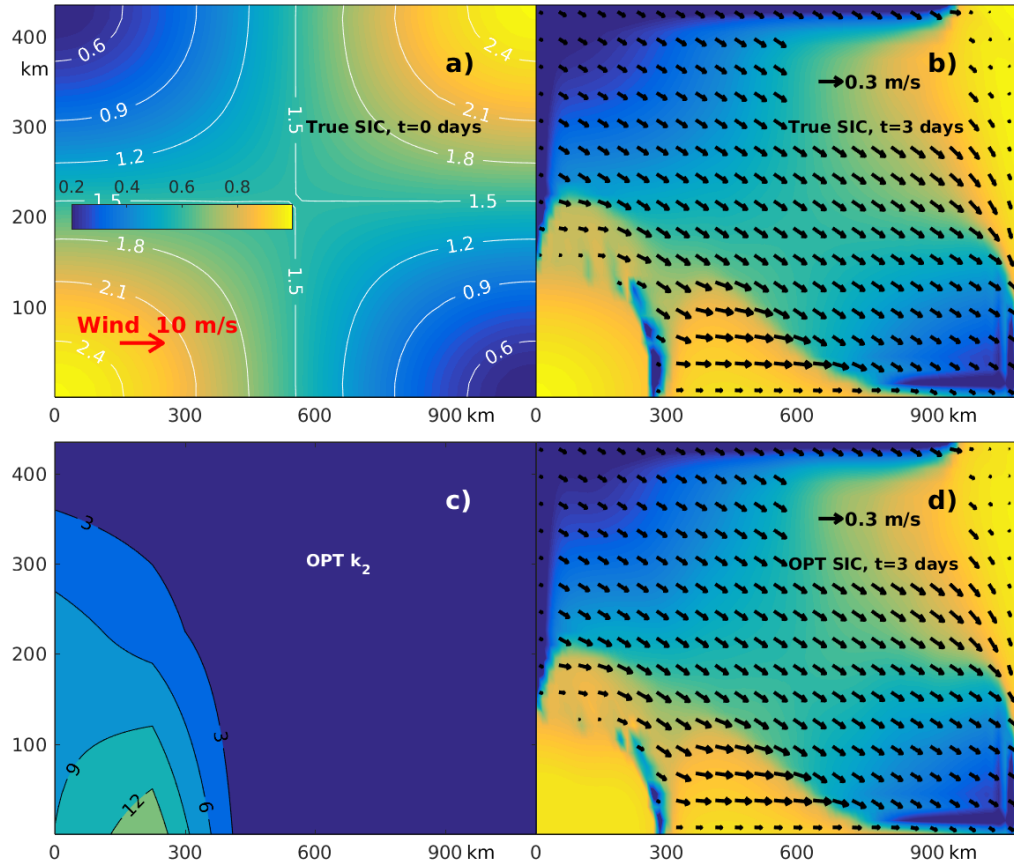 400
km
300
200
100
0
300
600
900 km
0.6
0.9
1.2
1.5
2.4
2.1
1.8
a)
True SIC, t=0 days
0.2 0.4 0.6 0.8
1.5
1.5
1.8
2.1
2.4
1.5
1.2
0.9
0.6
Wind 10 m/s
b)
0.3 m/s
True SIC, t=3 days
0
300
600
900 km
400
300
200
100
0
300
600
900 km
c)
OPT k₂
3
3
6
9
12
d)
0.3 m/s
OPT SIC, t=3 days
0
300
600
900 km